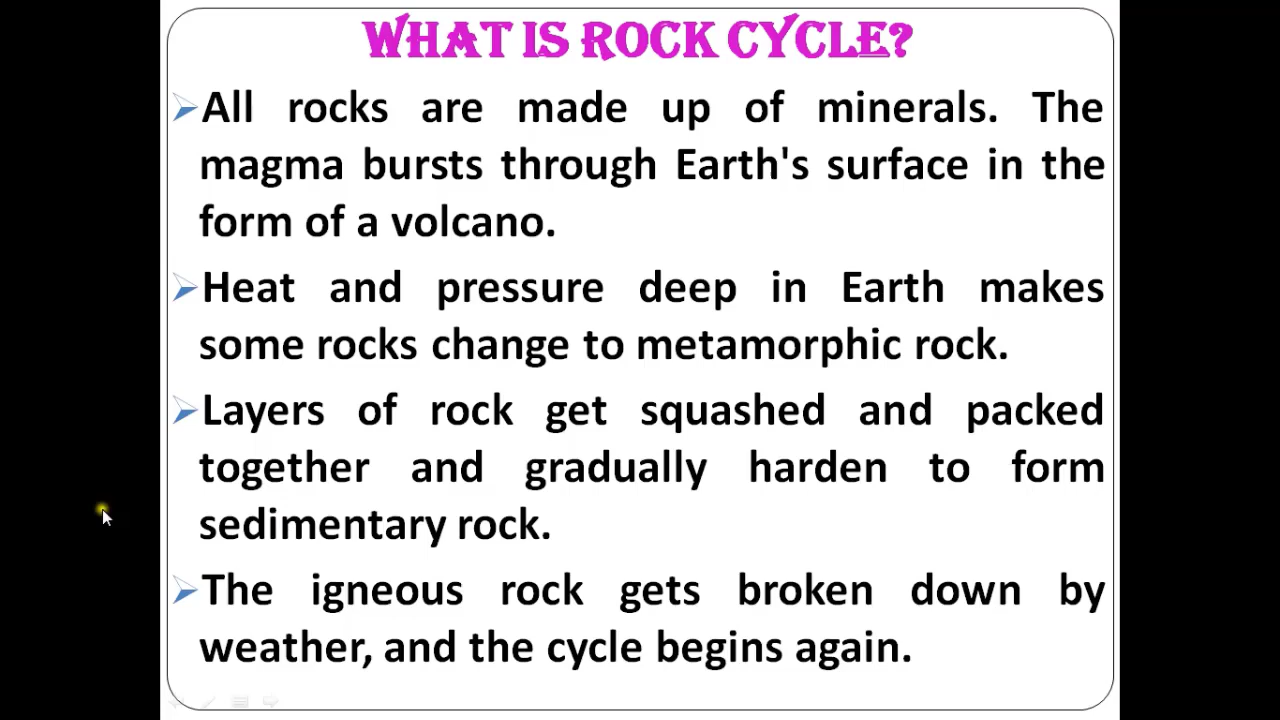 WHAT IS ROCK CYCLE?
All rocks are made up of minerals. The
magma bursts through Earth's surface in the
form of a volcano.
Heat and pressure deep in Earth makes
some rocks change to metamorphic rock.
Layers of rock get squashed and packed
together and gradually harden to form
sedimentary rock.
The igneous rock gets broken down by
weather, and the cycle begins again.